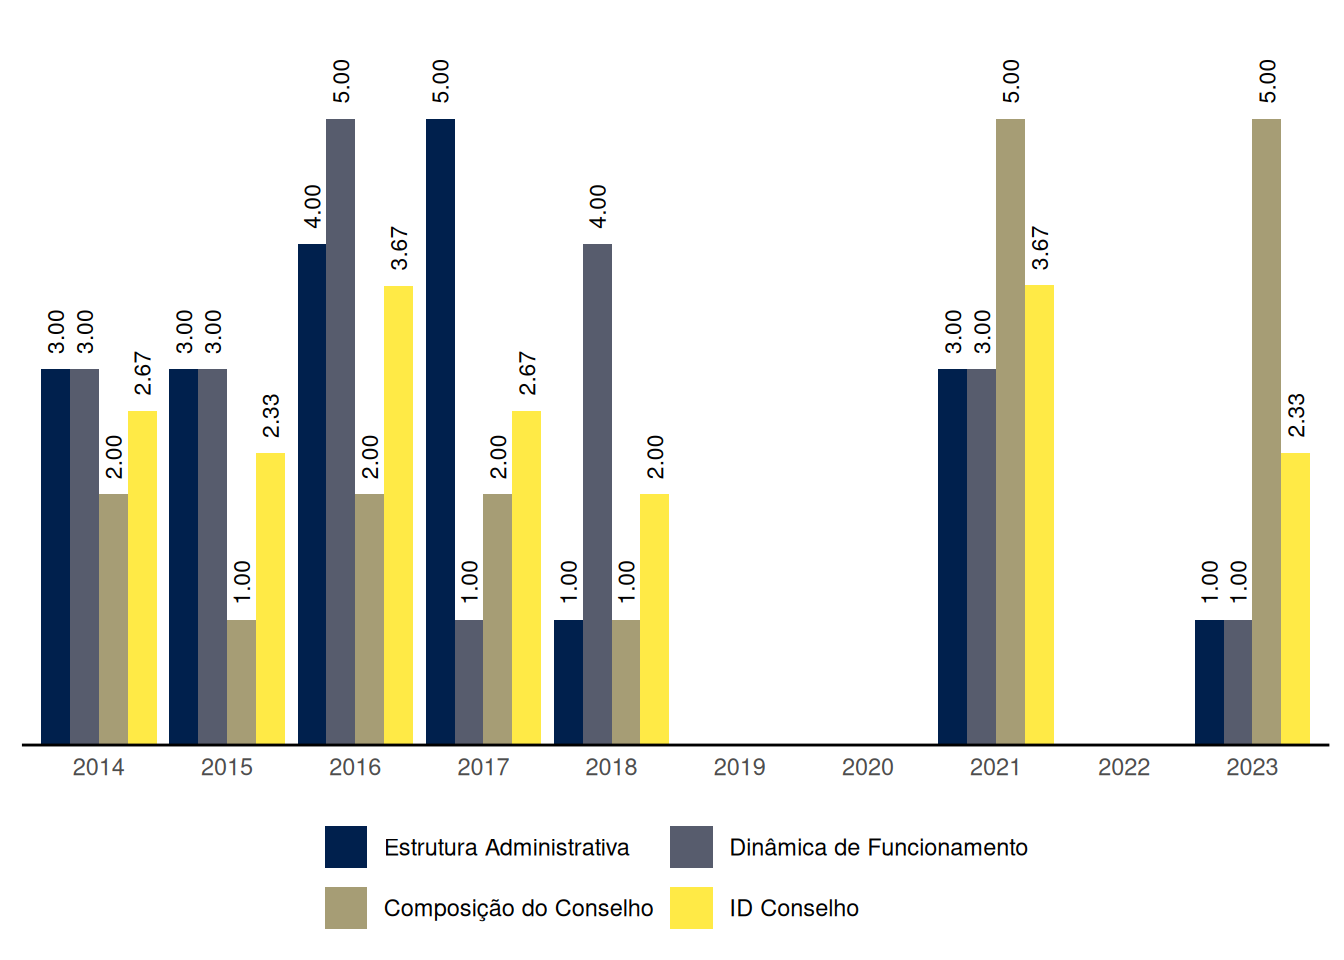 5.00 5.00 5.00 5.00
4.00 4.00
3.67 3.67
3.00 3.00 3.00 3.00 3.00 3.00
2.67 2.67
2.33 2.33
2.00 2.00 2.00 2.00
1.00 1.00 1.00 1.00 1.00 1.00
2014 2015 2016 2017 2018 2019 2020 2021 2022 2023
Estrutura Administrativa Dinâmica de Funcionamento
Composição do Conselho ID Conselho